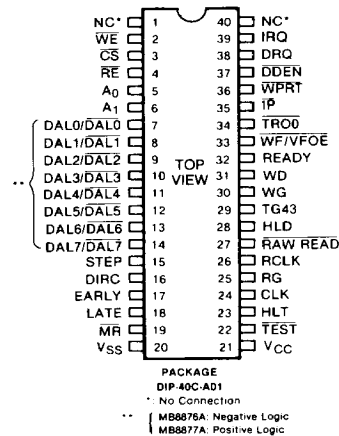 NC* 1 40 NC*
WE 2 39 IRQ
CS 3 38 DRQ
RE 4 37 DDEN
A0 5 36 WPRT
A1 6 35 IP
DAL0/DAL0 7 34 TRO0
DAL1/DAL1 8 33 WF/VFOE
DAL2/DAL2 9 32 READY
DAL3/DAL3 10 TOP 31 WD
** DAL4/DAL4 11 VIEW 30 WG
DAL5/DAL5 12 29 TG43
DAL6/DAL6 13 28 HLD
DAL7/DAL7 14 27 RAW READ
STEP 15 26 RCLK
DIRC 16 25 RG
EARLY 17 24 CLK
LATE 18 23 HLT
MR 19 22 TEST
VSS 20 21 VCC
PACKAGE
DIP-40C-A01
*: No Connection
** MB8876A: Negative Logic
MB8877A: Positive Logic